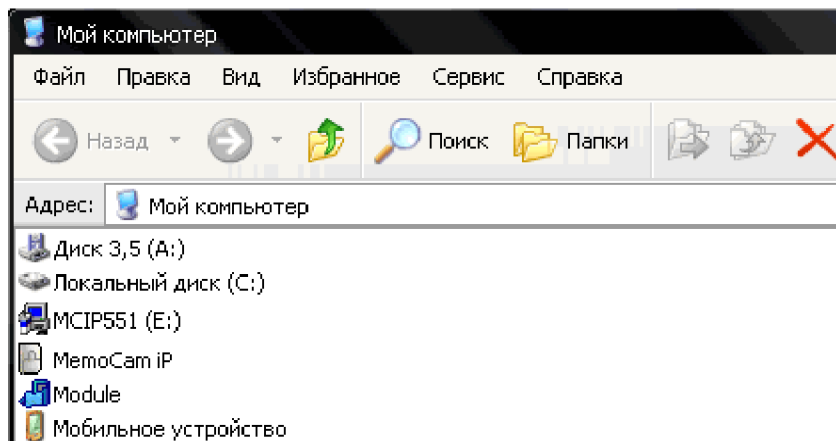 Мой компьютер
Файл Правка Вид Избранное Сервис Справка
Назад Поиск Папки
Адрес: Мой компьютер
Диск 3,5 (A:)
Локальный диск (C:)
MCIP551 (E:)
MemoCam iP
Module
Мобильное устройство